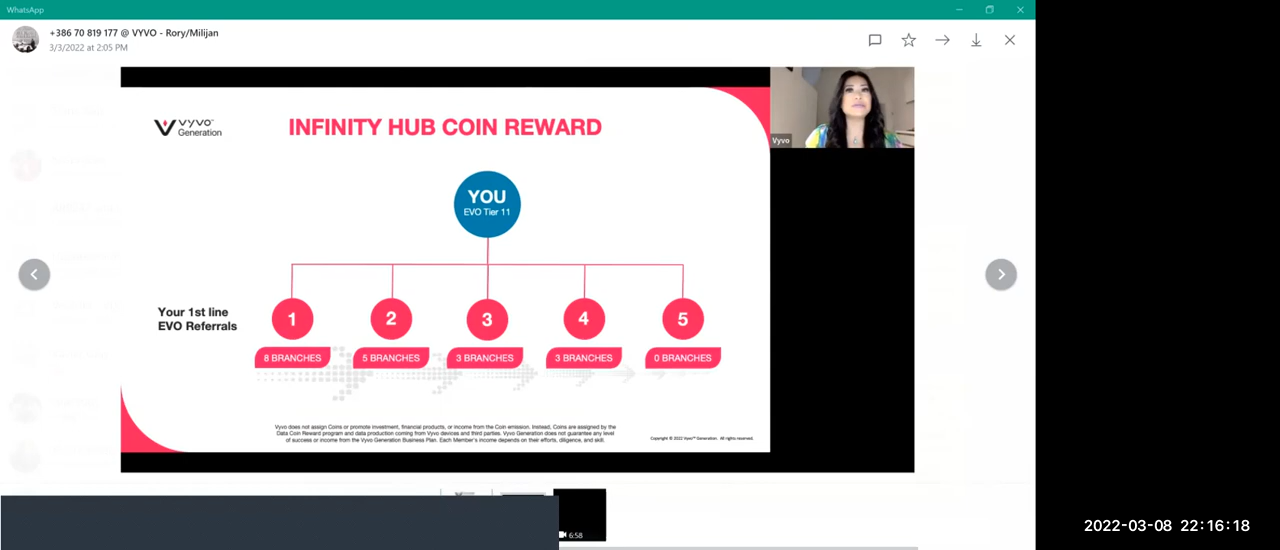 WhatsApp
+386 70 819 177 @ VYVO - Rory/Milijan
3/3/2022 at 2:05 PM
vyvo™
Generation
INFINITY HUB COIN REWARD
Vyvo
YOU
EVO Tier 11
Your 1st line
EVO Referrals
1
2
3
4
5
8 BRANCHES
5 BRANCHES
3 BRANCHES
3 BRANCHES
0 BRANCHES
Vyvo does not assign Coins or promote investment, financial products, or income from the Coin emission. Instead, Coins are assigned by the
Data Coin Reward program and data production coming from Vyvo devices and third parties. Vyvo Generation does not guarantee any level
of success or income from the Vyvo Generation Business Plan. Each Member's income depends on their efforts, diligence, and skill.
Copyright © 2022 Vyvo™ Generation. All rights reserved.
6:58
2022-03-08 22:16:18